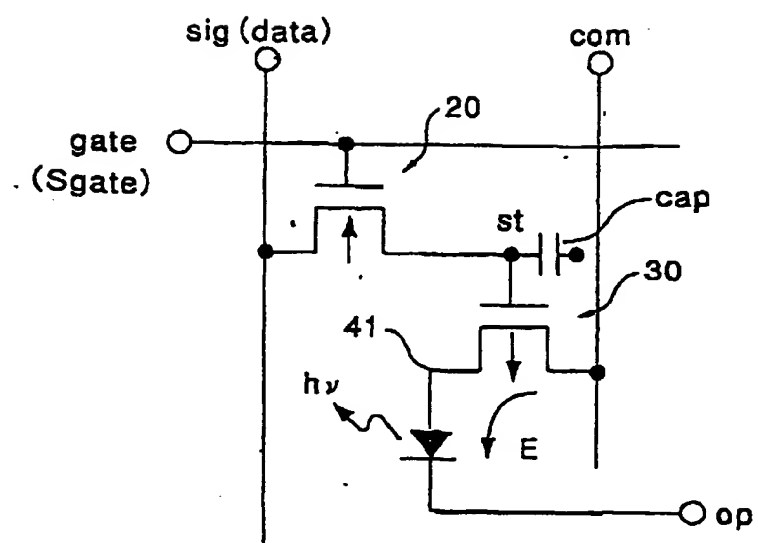 sig (data)
com
gate
(Sgate)
20
st
cap
30
41
hν
E
op